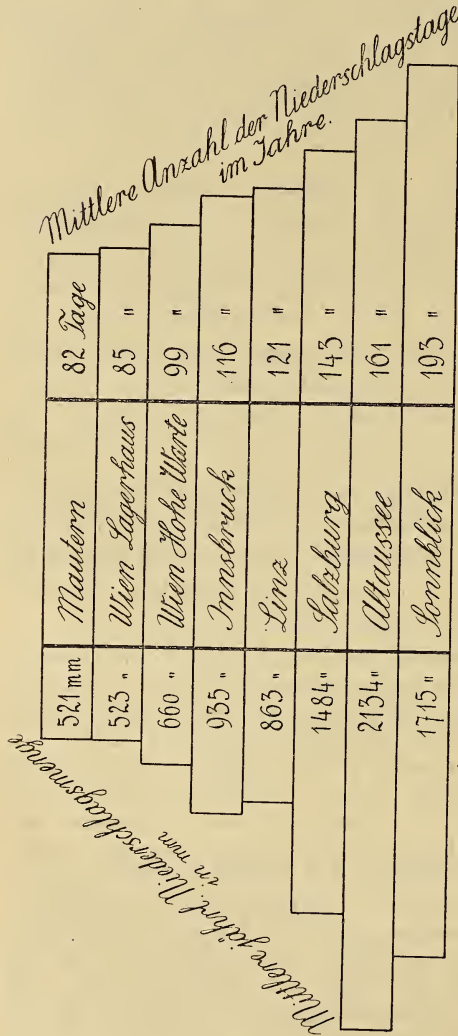 Mittlere Anzahl der Niederschlagstage
im Jahre.
521 mm Mautern 82 Tage
523 „ Wien Lagerhaus 85 „
660 „ Wien Hohe Warte 99 „
935 „ Innsbruck 116 „
863 „ Linz 121 „
1484 „ Salzburg 143 „
2134 „ Altaussee 161 „
1715 „ Sonnblick 193 „
Mittlere jährl. Niederschlagsmenge
in mm